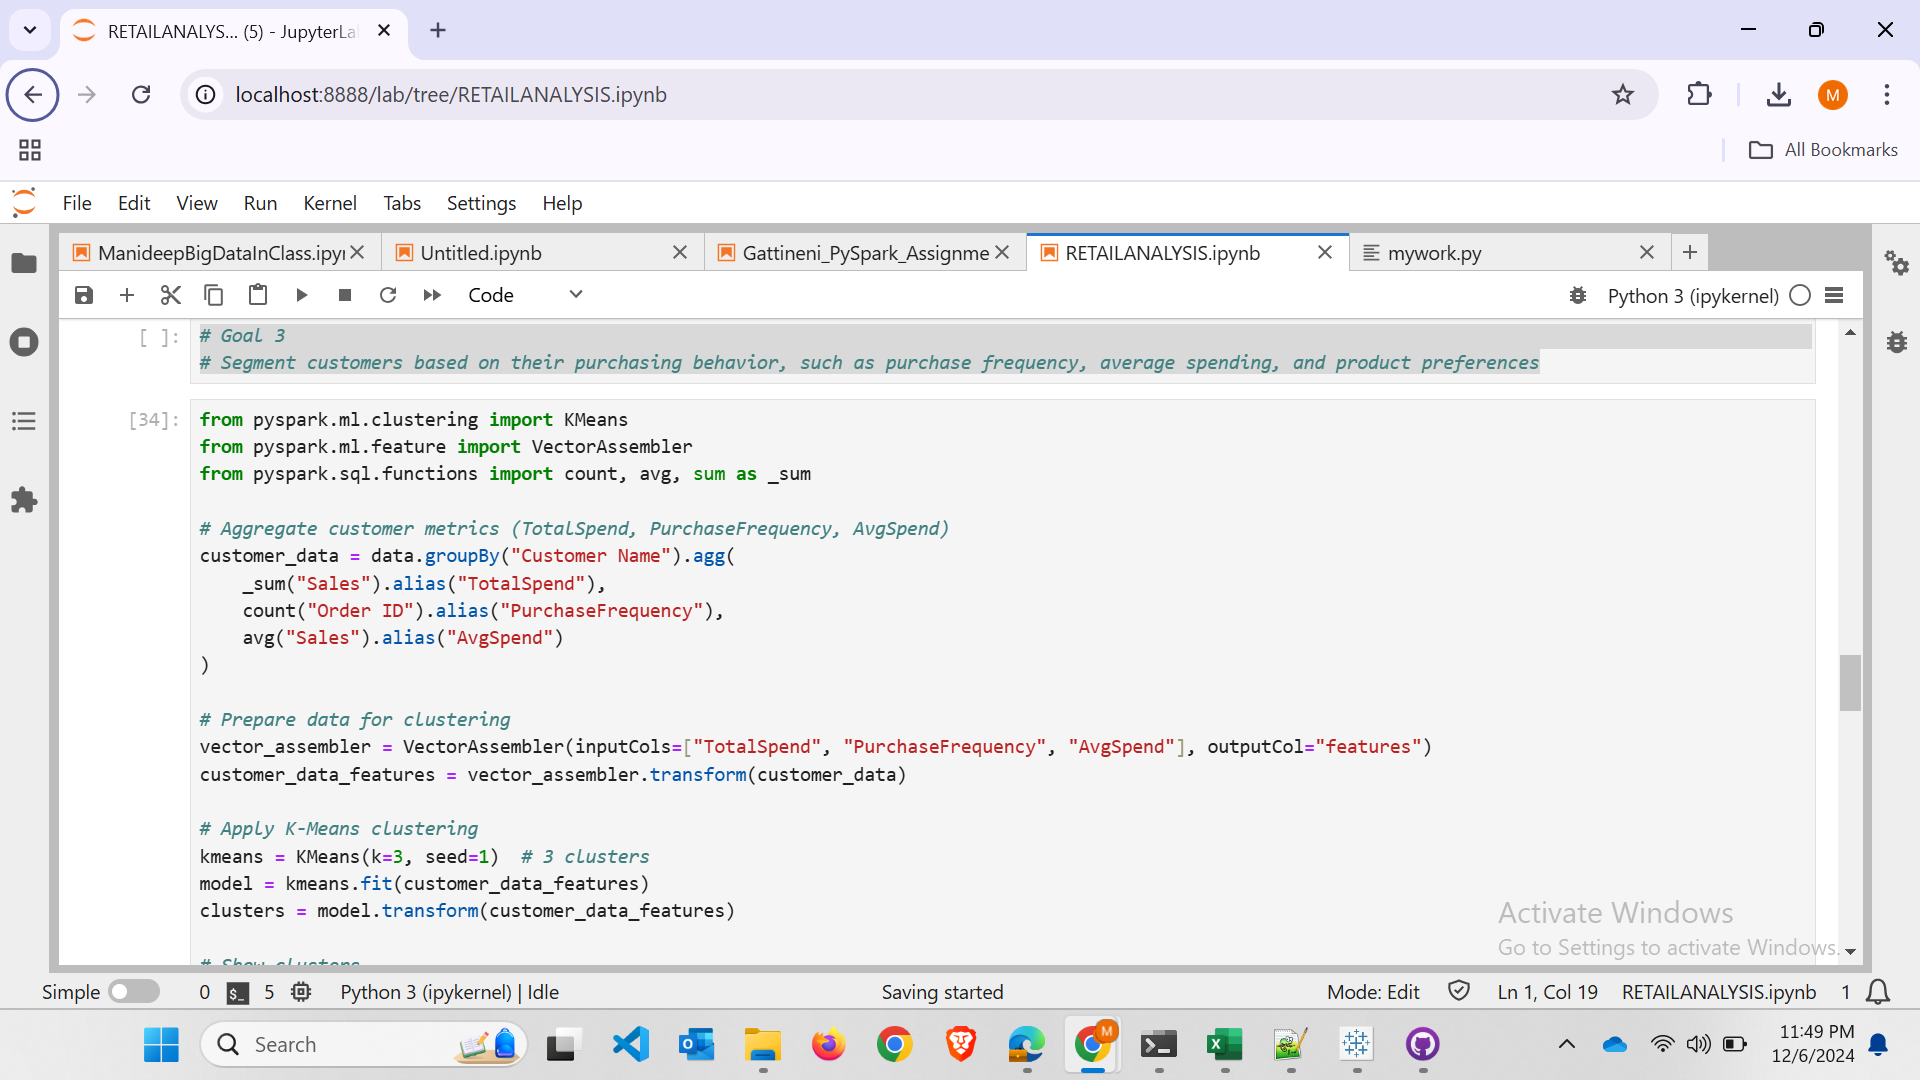 RETAILANALYS... (5) - JupyterLa
localhost:8888/lab/tree/RETAILANALYSIS.ipynb
M
All Bookmarks
File Edit View Run Kernel Tabs Settings Help
ManideepBigDataInClass.ipyn Untitled.ipynb Gattineni_PySpark_Assignme RETAILANALYSIS.ipynb mywork.py
Code Python 3 (ipykernel)
[ ]: # Goal 3
# Segment customers based on their purchasing behavior, such as purchase frequency, average spending, and product preferences
[34]: from pyspark.ml.clustering import KMeans
from pyspark.ml.feature import VectorAssembler
from pyspark.sql.functions import count, avg, sum as _sum
# Aggregate customer metrics (TotalSpend, PurchaseFrequency, AvgSpend)
customer_data = data.groupBy("Customer Name").agg(
    _sum("Sales").alias("TotalSpend"),
    count("Order ID").alias("PurchaseFrequency"),
    avg("Sales").alias("AvgSpend")
)
# Prepare data for clustering
vector_assembler = VectorAssembler(inputCols=["TotalSpend", "PurchaseFrequency", "AvgSpend"], outputCol="features")
customer_data_features = vector_assembler.transform(customer_data)
# Apply K-Means clustering
kmeans = KMeans(k=3, seed=1)  # 3 clusters
model = kmeans.fit(customer_data_features)
clusters = model.transform(customer_data_features)
# Show clusters
Activate Windows
Go to Settings to activate Windows.
Simple 0 $_ 5 Python 3 (ipykernel) | Idle Saving started Mode: Edit Ln 1, Col 19 RETAILANALYSIS.ipynb 1
Search
M
11:49 PM
12/6/2024